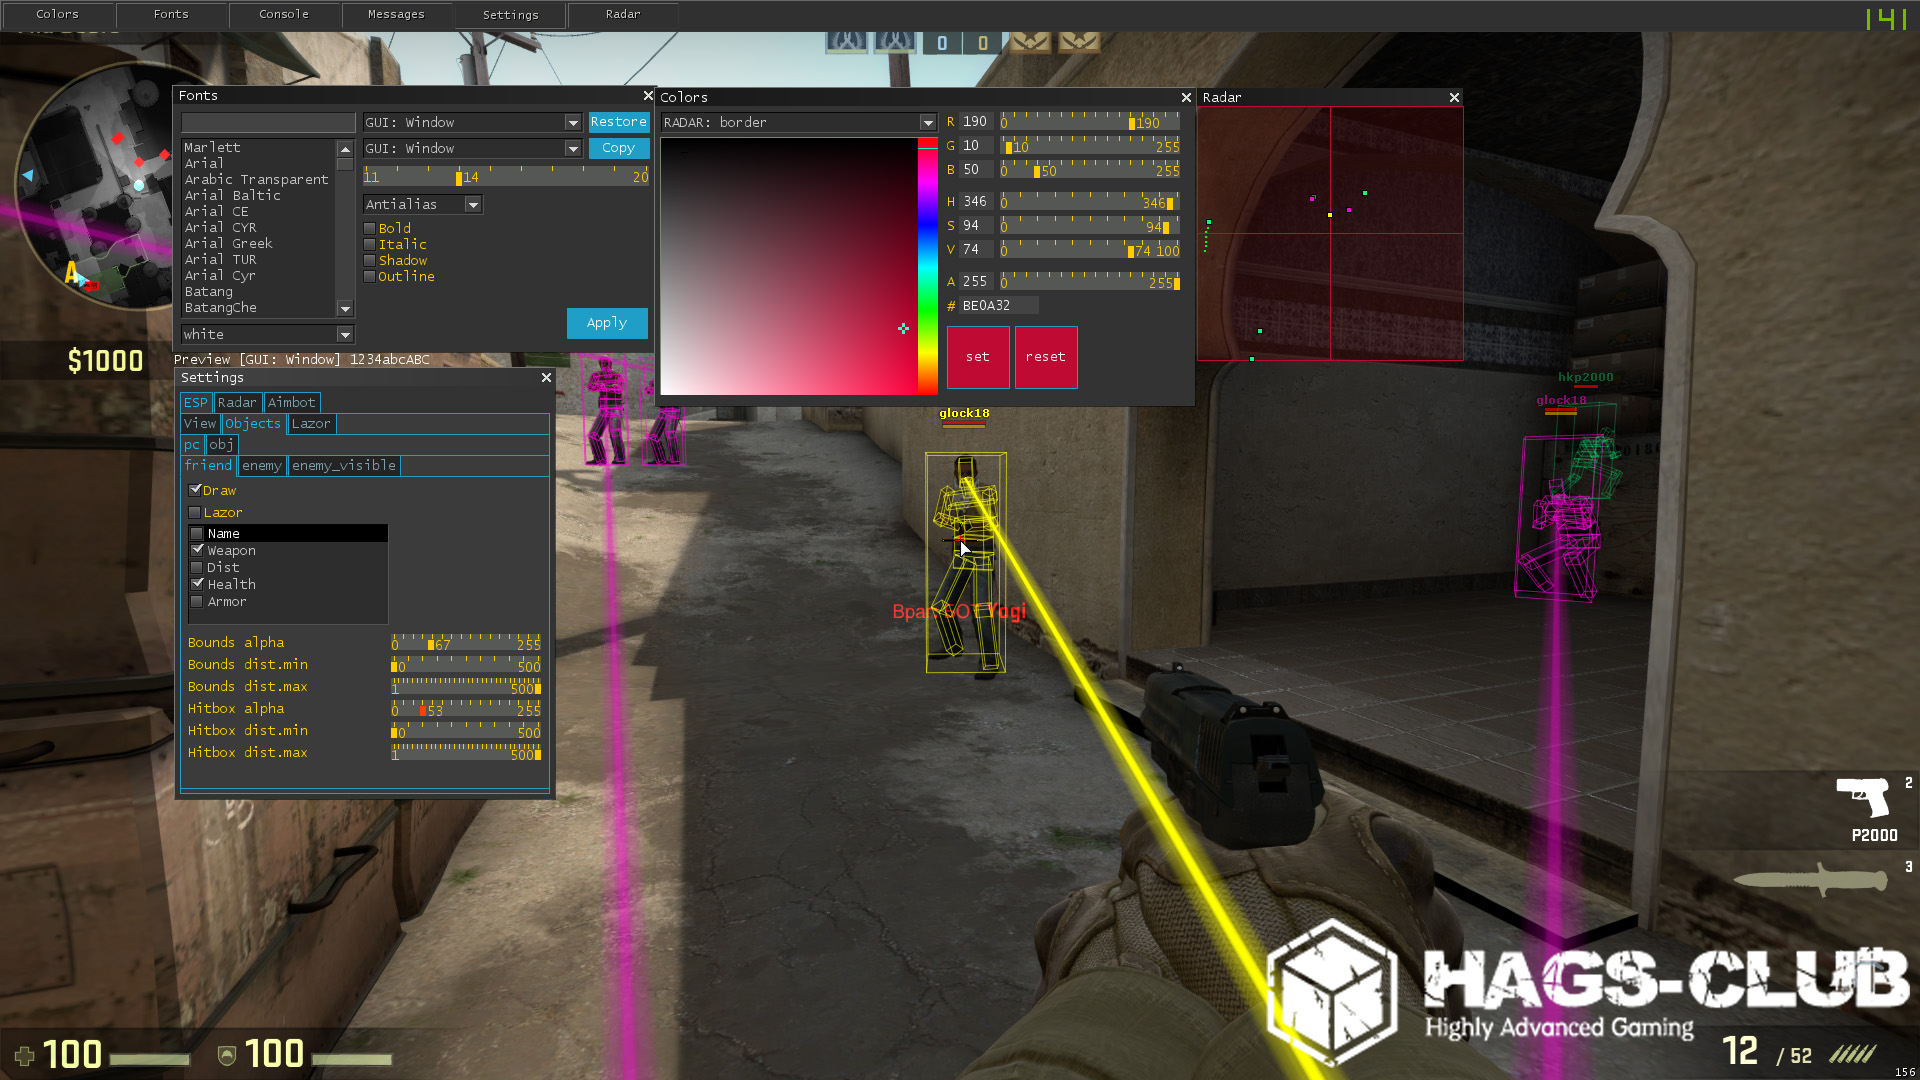 Colors
Fonts
Console
Messages
Settings
Radar
141
0
0
Fonts
GUI: Window
Restore
Marlett
Arial
Arabic Transparent
Arial Baltic
Arial CE
Arial CYR
Arial Greek
Arial TUR
Arial Cyr
Batang
BatangChe
white
GUI: Window
Copy
11 14 20
Antialias
Bold
Italic
Shadow
Outline
Apply
Preview [GUI: Window] 1234abcABC
Colors
RADAR: border
R 190 0 190
G 10 0 10 255
B 50 0 50 255
H 346 0 346
S 94 0 94
V 74 0 74 100
A 255 0 255
# BE0A32
set
reset
Radar
A
$1000
Settings
ESP Radar Aimbot
View Objects Lazor
pc obj
friend enemy enemy_visible
Draw
Lazor
Name
Weapon
Dist
Health
Armor
Bounds alpha 0 67 255
Bounds dist.min 0 500
Bounds dist.max 1 500
Hitbox alpha 0 53 255
Hitbox dist.min 0 500
Hitbox dist.max 1 500
glock18
hkp2000
glock18
Yogi
2
P2000
3
HAGS-CLUB
Highly Advanced Gaming
100
100
12 / 52
156